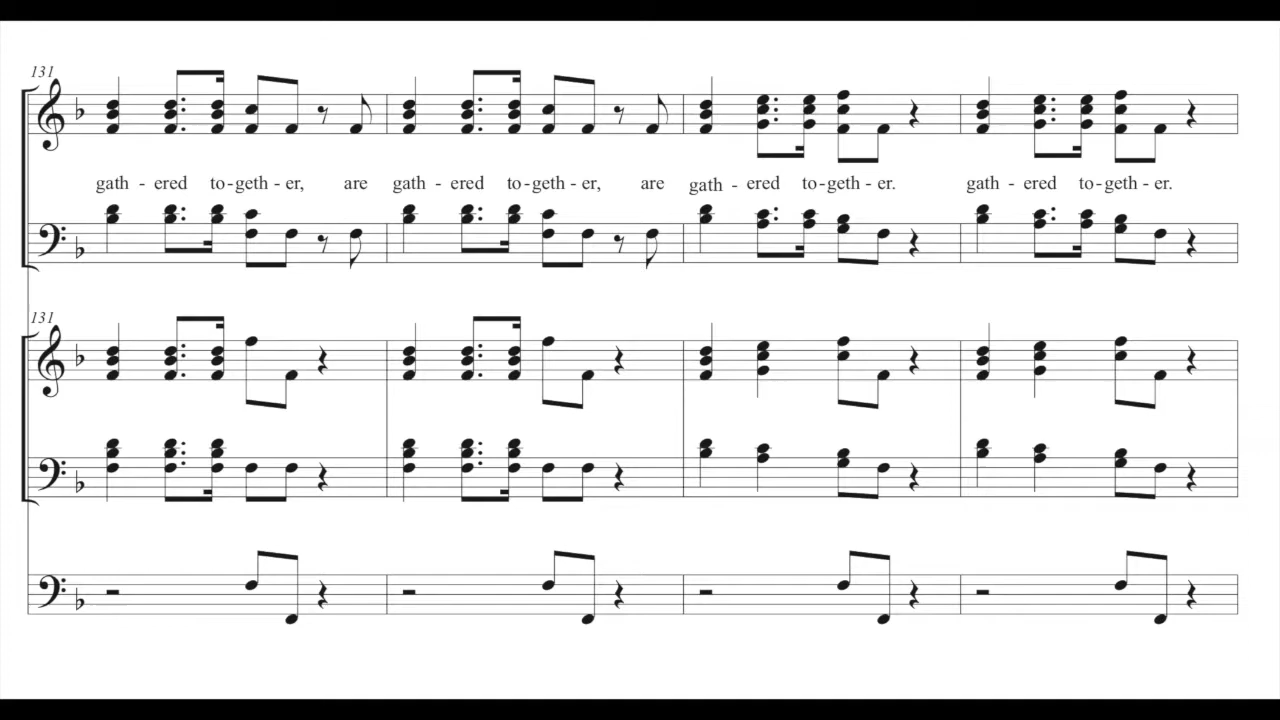 131
gath - ered to-geth - er, are gath - ered to-geth - er, are gath - ered to-geth - er. gath - ered to-geth - er.
131